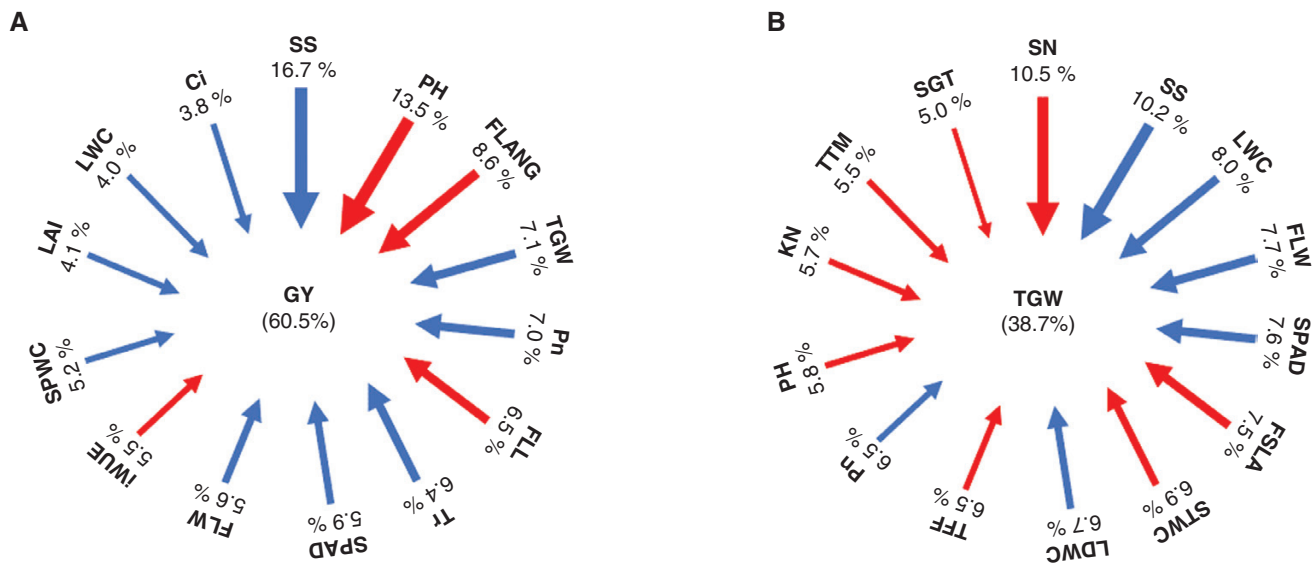 A
SS
16.7 %
PH
13.5 %
FLANG
8.6 %
TGW
7.1 %
Pn
7.0 %
FLL
6.5 %
Tr
6.4 %
SPAD
5.9 %
FLW
5.6 %
iWUE
5.5 %
SPWC
5.2 %
LAI
4.1 %
LWC
4.0 %
Ci
3.8 %
GY
(60.5%)
B
SN
10.5 %
SS
10.2 %
LWC
8.0 %
FLW
7.7 %
SPAD
7.6 %
FSLA
7.5 %
STWC
6.9 %
LDWC
6.7 %
TFF
6.5 %
Pn
6.5 %
PH
5.8 %
KN
5.7 %
TTM
5.5 %
SGT
5.0 %
TGW
(38.7%)